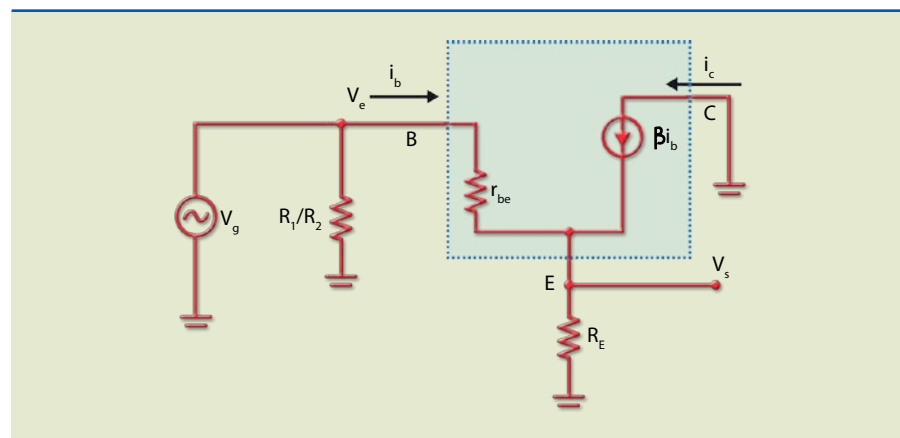 i_b
i_c
V_e
B
C
βi_b
r_be
V_g
R_1/R_2
E
V_s
R_E